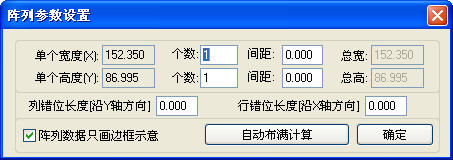 阵列参数设置
单个宽度(X): 152.350 个数: 1 间距: 0.000 总宽: 152.350
单个高度(Y): 86.995 个数: 1 间距: 0.000 总高: 86.995
列错位长度[沿Y轴方向] 0.000 行错位长度[沿X轴方向] 0.000
阵列数据只画边框示意 自动布满计算 确定